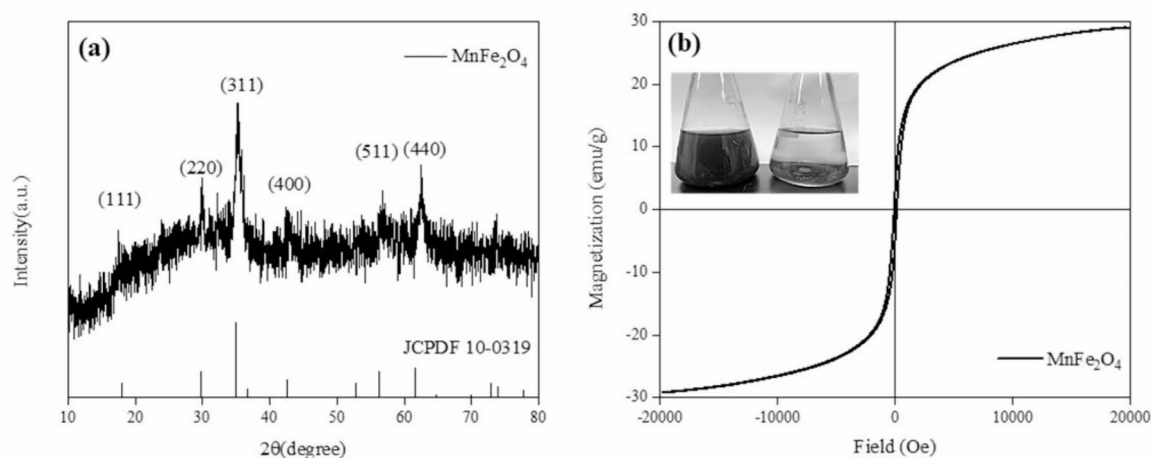 (a)
MnFe₂O₄
(311)
(220)
(511)
(440)
(400)
(111)
Intensity(a.u.)
JCPDF 10-0319
10 20 30 40 50 60 70 80
2θ(degree)
(b)
30
20
10
0
-10
-20
-30
Magnetization (emu/g)
MnFe₂O₄
-20000 -10000 0 10000 20000
Field (Oe)